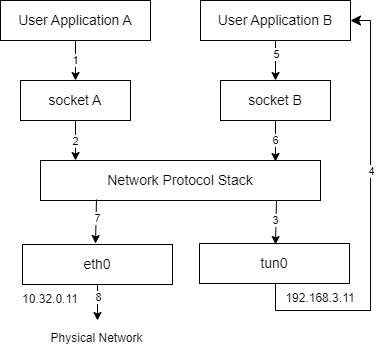 User Application A
User Application B
1
5
socket A
socket B
2
6
4
Network Protocol Stack
7
3
eth0
tun0
10.32.0.11
8
192.168.3.11
Physical Network